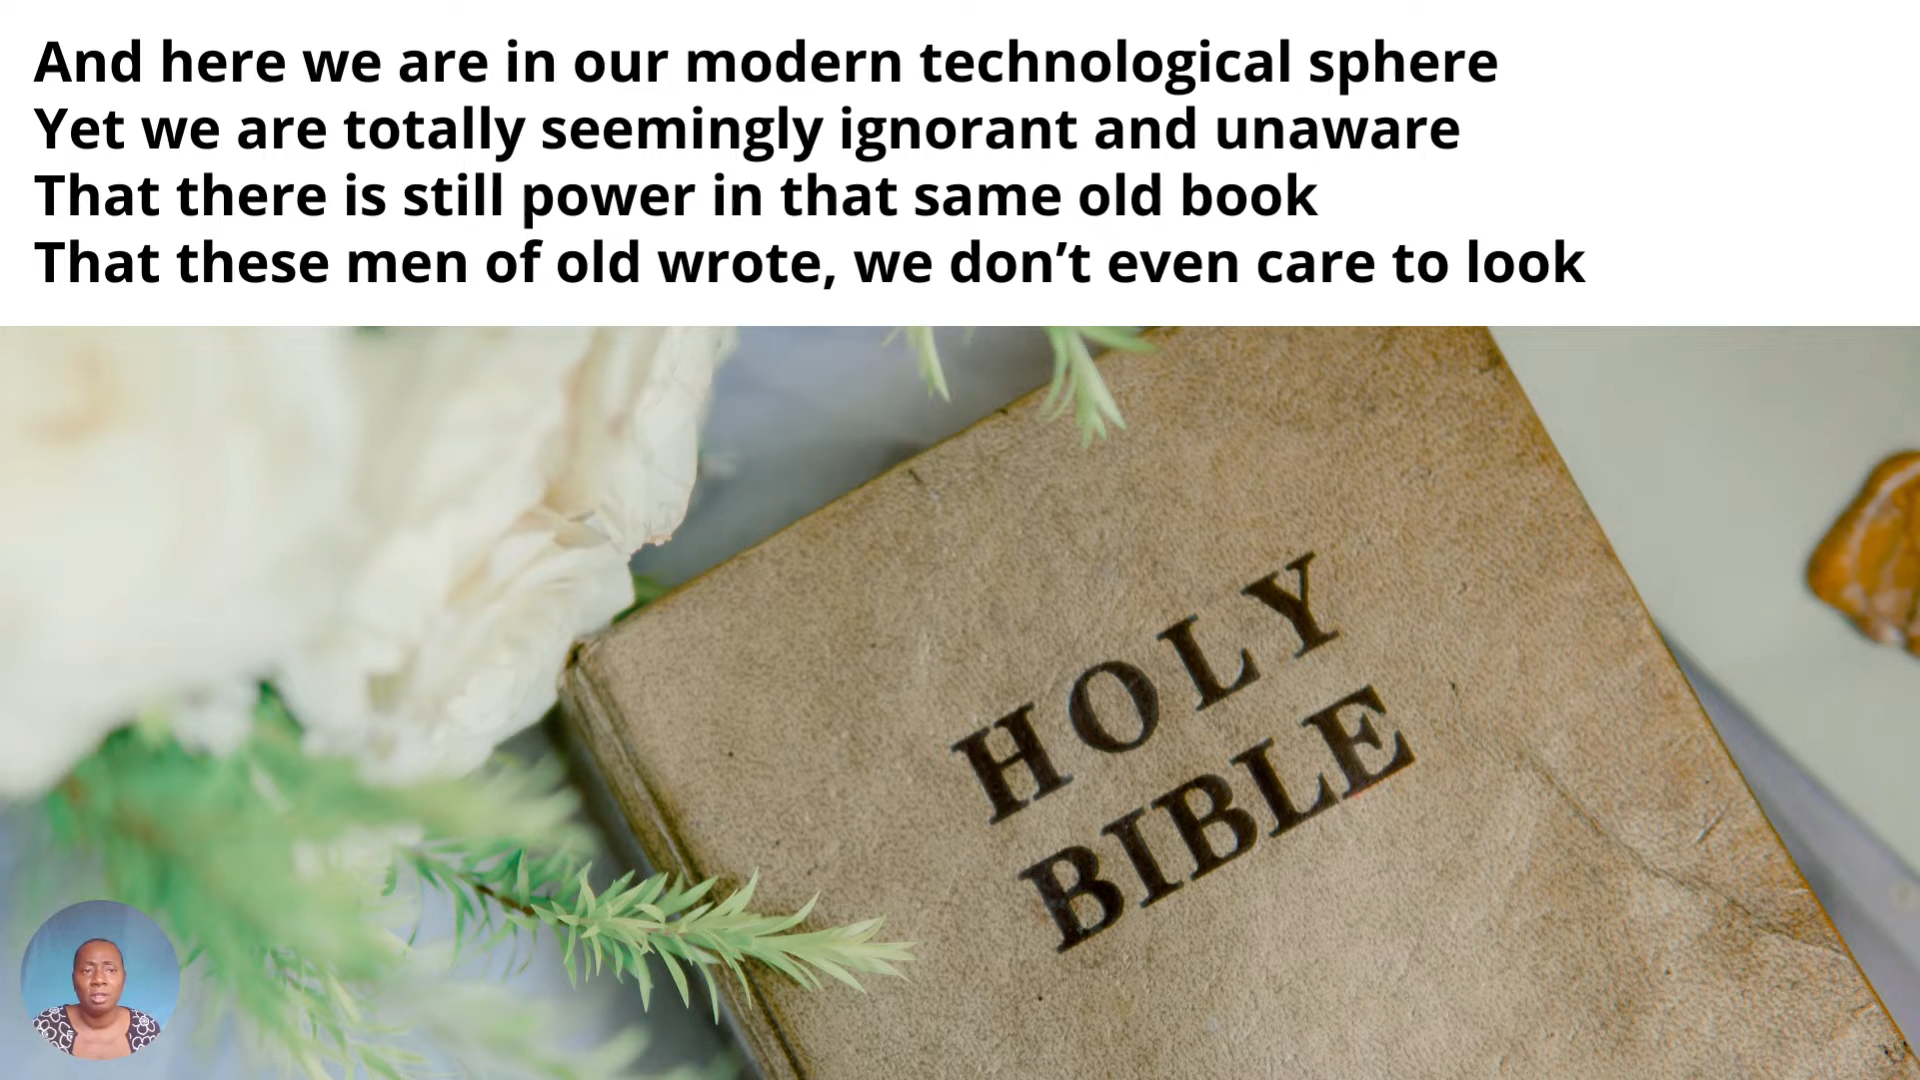 And here we are in our modern technological sphere
Yet we are totally seemingly ignorant and unaware
That there is still power in that same old book
That these men of old wrote, we don’t even care to look
HOLY
BIBLE